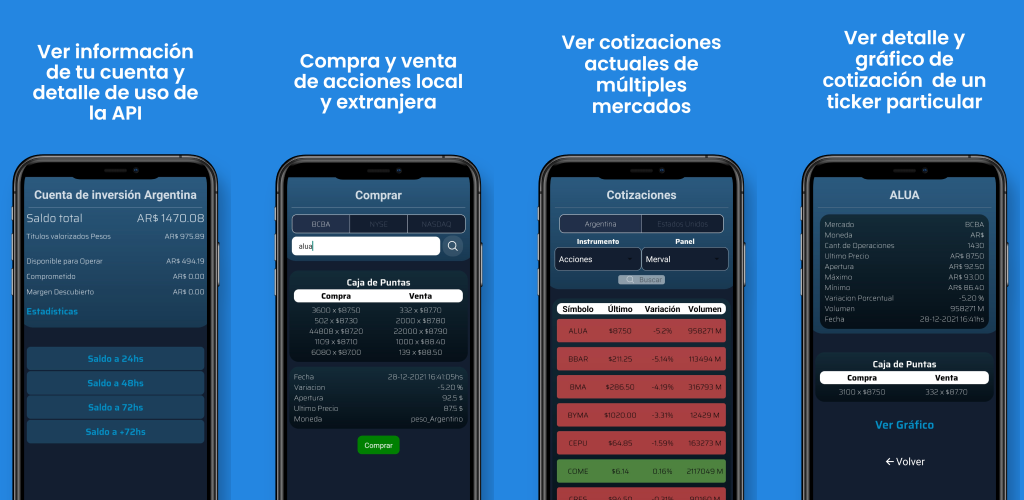 Ver información
de tu cuenta y
detalle de uso de
la API
Cuenta de inversión Argentina
Saldo total AR$ 1470.08
Titulos valorizados Pesos AR$ 975.89
Disponible para Operar AR$ 494.19
Comprometido AR$ 0.00
Margen Descubierto AR$ 0.00
Estadísticas
Saldo a 24hs
Saldo a 48hs
Saldo a 72hs
Saldo a +72hs
Compra y venta
de acciones local
y extranjera
Comprar
BCBA NYSE NASDAQ
alua
Caja de Puntas
Compra Venta
3600 x $87.50 332 x $87.70
502 x $87.30 2000 x $87.80
44808 x $87.20 22000 x $87.90
1109 x $87.10 1000 x $88.40
6080 x $87.00 139 x $88.50
Fecha 28-12-2021 16:41:05hs
Variacion -5.20 %
Apertura 92.5 $
Ultimo Precio 87.5 $
Moneda peso_Argentino
Comprar
Ver cotizaciones
actuales de
múltiples
mercados
Cotizaciones
Argentina Estados Unidos
Instrumento Panel
Acciones Merval
Buscar
Símbolo Último Variación Volumen
ALUA $87.50 -5.2% 958271 M
BBAR $211.25 -5.14% 113494 M
BMA $286.50 -4.19% 316793 M
BYMA $1020.00 -3.31% 12429 M
CEPU $64.85 -1.59% 163273 M
COME $6.14 0.16% 2117049 M
Ver detalle y
gráfico de
cotización de un
ticker particular
ALUA
Mercado BCBA
Moneda AR$
Cant. de Operaciones 1430
Ultimo Precio AR$ 87.50
Apertura AR$ 92.50
Máximo AR$ 93.00
Mínimo AR$ 86.40
Variacion Porcentual -5.20 %
Volumen 958271 M
Fecha 28-12-2021 16:41hs
Caja de Puntas
Compra Venta
3100 x $87.50 332 x $87.70
Ver Gráfico
← Volver